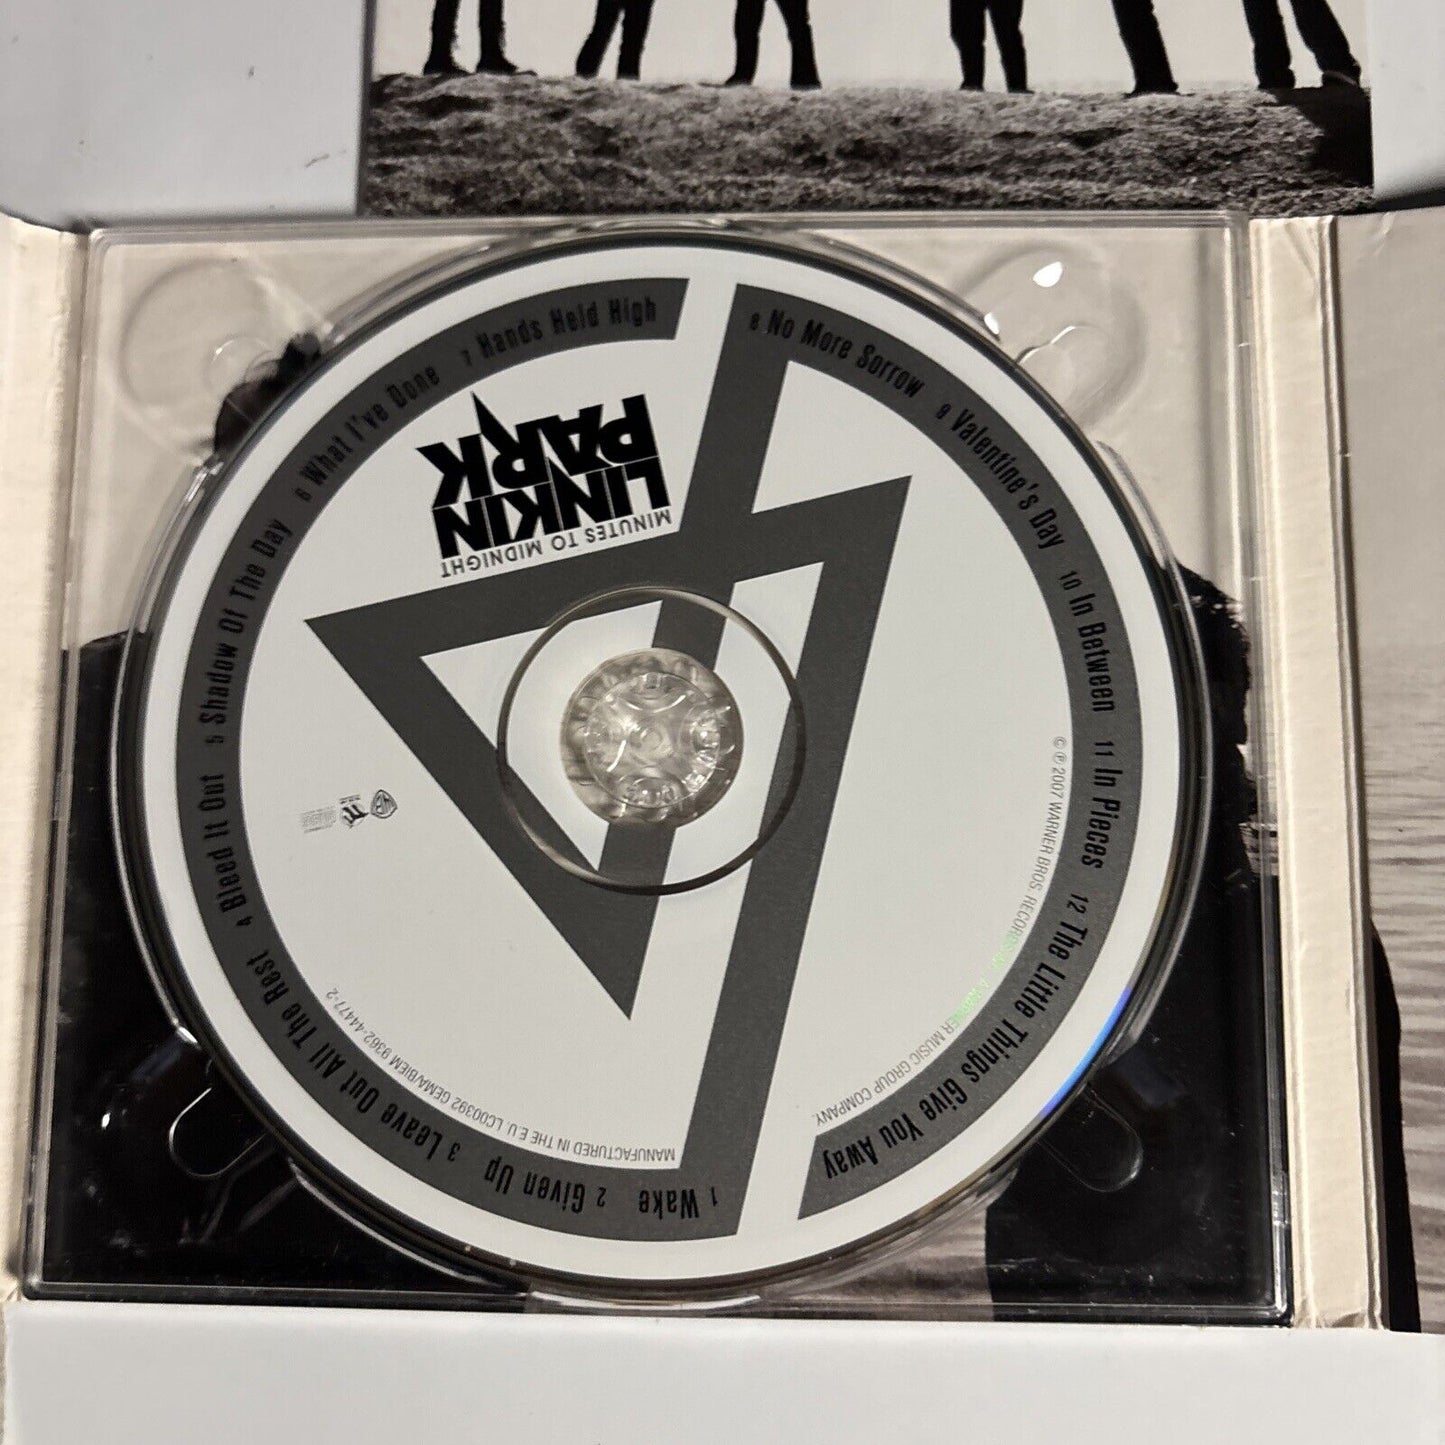 LINKIN
PARK
MINUTES TO MIDNIGHT
1 Wake 2 Given Up 3 Leave Out All The Rest 4 Bleed It Out 5 Shadow Of The Day 6 What I've Done 7 Hands Held High
8 No More Sorrow 9 Valentine's Day 10 In Between 11 In Pieces 12 The Little Things Give You Away
MANUFACTURED IN THE E.U. LC00392 GEMA/BIEM 9362-44477-2
© ℗ 2007 WARNER BROS. RECORDS INC. A WARNER MUSIC GROUP COMPANY.